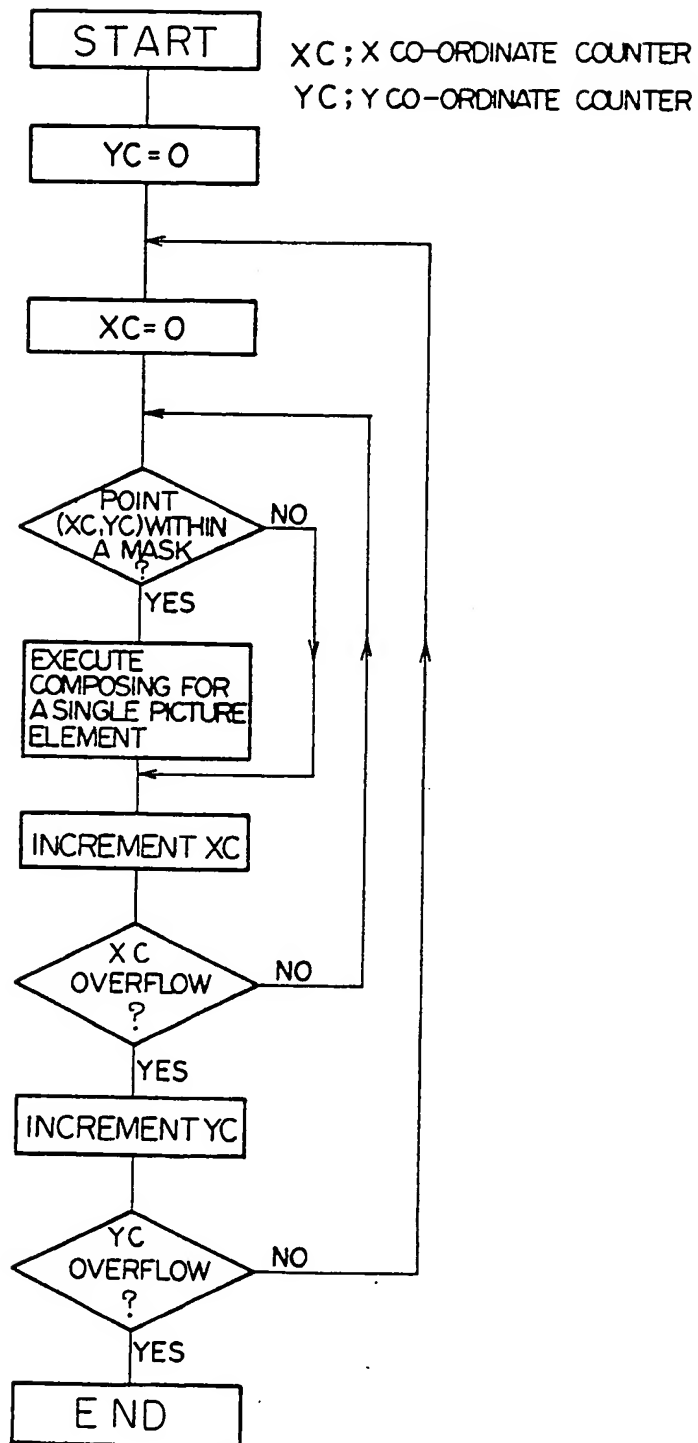 START
XC; X CO-ORDINATE COUNTER
YC; Y CO-ORDINATE COUNTER
YC=0
XC=0
POINT
(XC,YC) WITHIN
A MASK
?
NO
YES
EXECUTE
COMPOSING FOR
A SINGLE PICTURE
ELEMENT
INCREMENT XC
XC
OVERFLOW
?
NO
YES
INCREMENT YC
YC
OVERFLOW
?
NO
YES
END